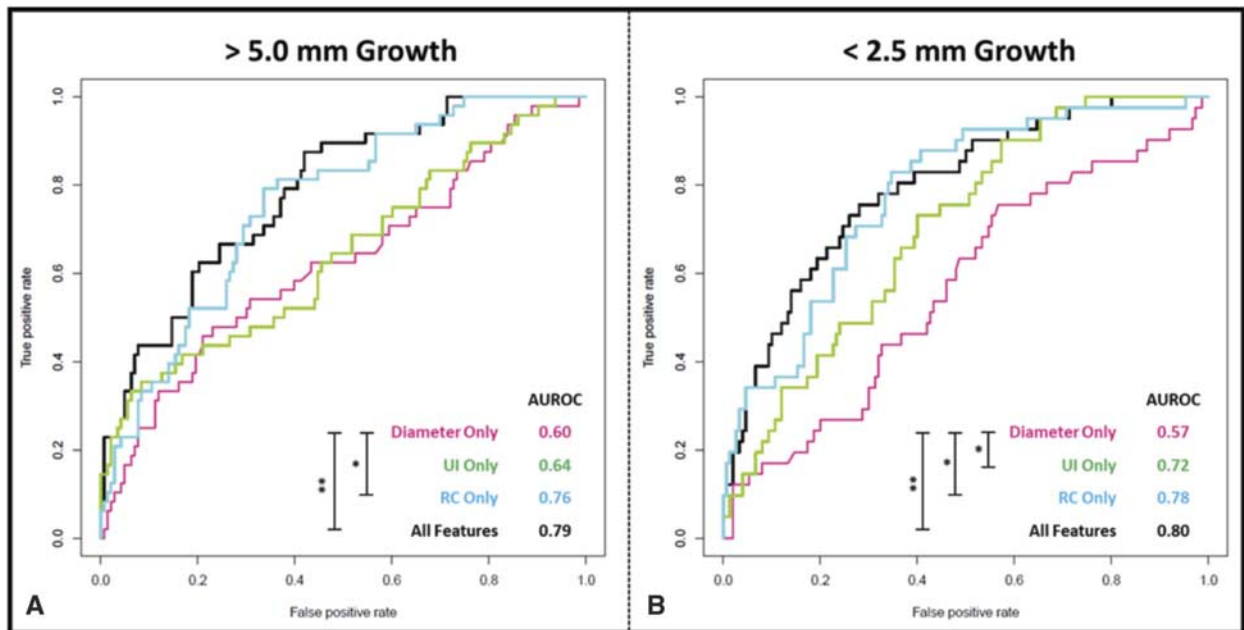 > 5.0 mm Growth
1.0
0.8
0.6
0.4
0.2
0.0
True positive rate
AUROC
Diameter Only 0.60
UI Only 0.64
RC Only 0.76
All Features 0.79
**
*
0.0 0.2 0.4 0.6 0.8 1.0
False positive rate
A
< 2.5 mm Growth
1.0
0.8
0.6
0.4
0.2
0.0
True positive rate
AUROC
Diameter Only 0.57
UI Only 0.72
RC Only 0.78
All Features 0.80
**
*
*
0.0 0.2 0.4 0.6 0.8 1.0
False positive rate
B